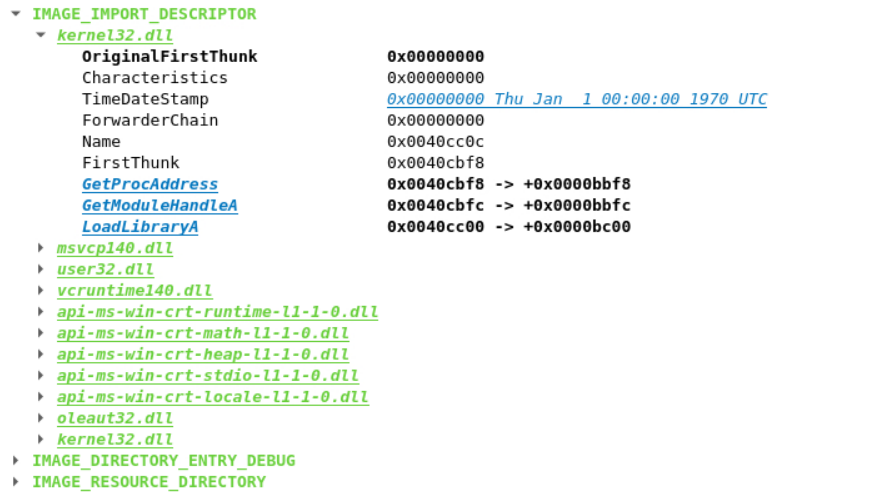 IMAGE_IMPORT_DESCRIPTOR
kernel32.dll
OriginalFirstThunk 0x00000000
Characteristics 0x00000000
TimeDateStamp 0x00000000 Thu Jan  1 00:00:00 1970 UTC
ForwarderChain 0x00000000
Name 0x0040cc0c
FirstThunk 0x0040cbf8
GetProcAddress 0x0040cbf8 -> +0x0000bbf8
GetModuleHandleA 0x0040cbfc -> +0x0000bbfc
LoadLibraryA 0x0040cc00 -> +0x0000bc00
msvcp140.dll
user32.dll
vcruntime140.dll
api-ms-win-crt-runtime-l1-1-0.dll
api-ms-win-crt-math-l1-1-0.dll
api-ms-win-crt-heap-l1-1-0.dll
api-ms-win-crt-stdio-l1-1-0.dll
api-ms-win-crt-locale-l1-1-0.dll
oleaut32.dll
kernel32.dll
IMAGE_DIRECTORY_ENTRY_DEBUG
IMAGE_RESOURCE_DIRECTORY